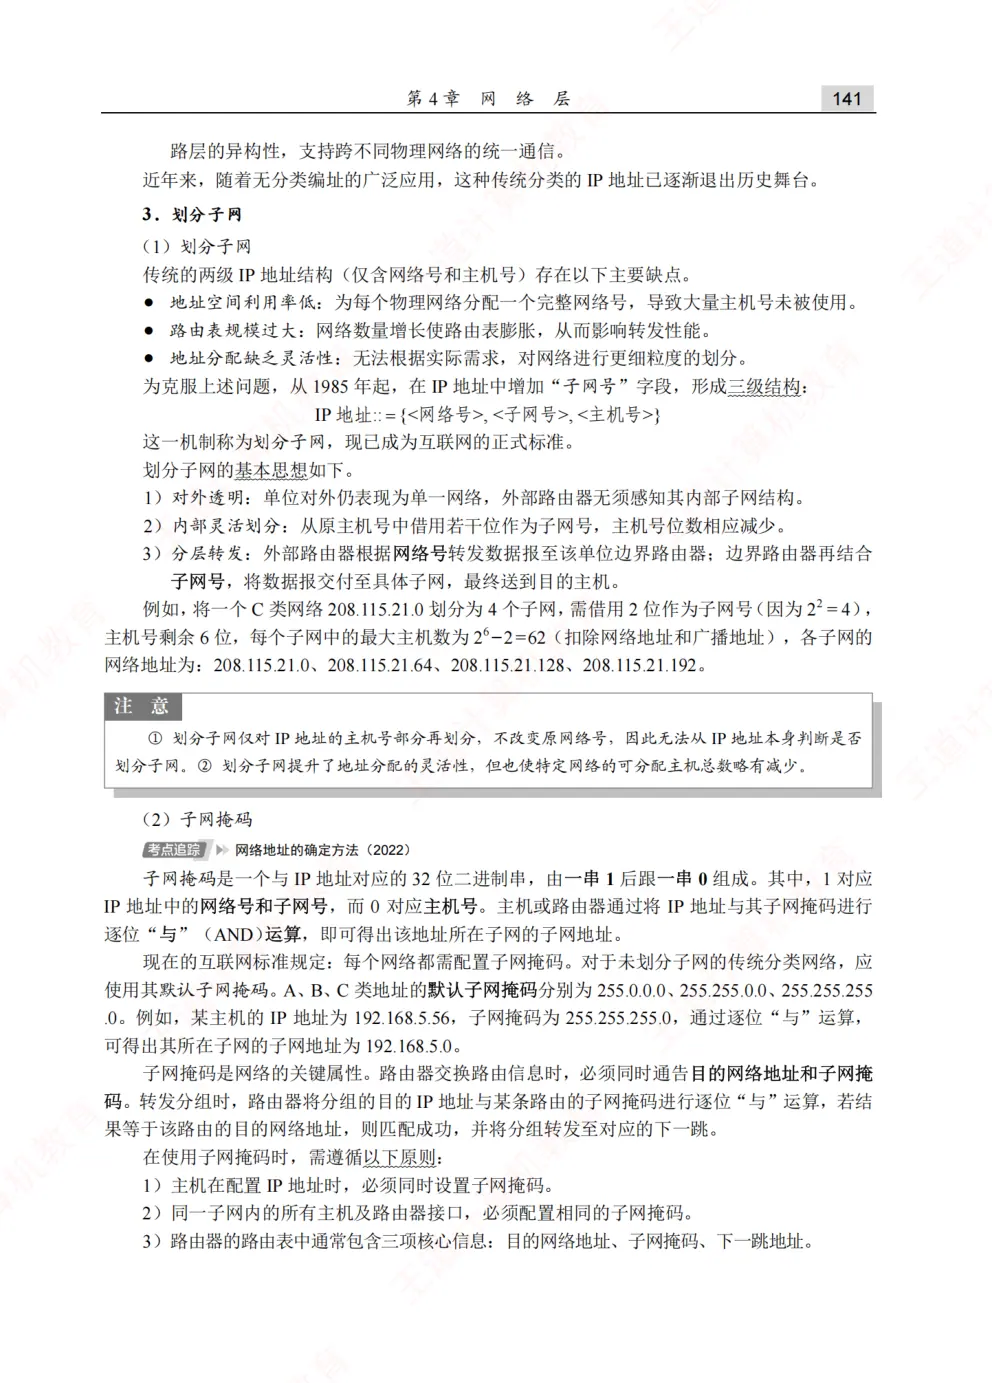 第 4 章 网 络 层 141
路层的异构性，支持跨不同物理网络的统一通信。
近年来，随着无分类编址的广泛应用，这种传统分类的 IP 地址已逐渐退出历史舞台。
3．划分子网
（1）划分子网
传统的两级 IP 地址结构（仅含网络号和主机号）存在以下主要缺点。
● 地址空间利用率低：为每个物理网络分配一个完整网络号，导致大量主机号未被使用。
● 路由表规模过大：网络数量增长使路由表膨胀，从而影响转发性能。
● 地址分配缺乏灵活性：无法根据实际需求，对网络进行更细粒度的划分。
为克服上述问题，从 1985 年起，在 IP 地址中增加“子网号”字段，形成三级结构：
IP 地址::={<网络号>, <子网号>, <主机号>}
这一机制称为划分子网，现已成为互联网的正式标准。
划分子网的基本思想如下。
1）对外透明：单位对外仍表现为单一网络，外部路由器无须感知其内部子网结构。
2）内部灵活划分：从原主机号中借用若干位作为子网号，主机号位数相应减少。
3）分层转发：外部路由器根据网络号转发数据报至该单位边界路由器；边界路由器再结合
子网号，将数据报交付至具体子网，最终送到目的主机。
例如，将一个 C 类网络 208.115.21.0 划分为 4 个子网，需借用 2 位作为子网号（因为 2² = 4），
主机号剩余 6 位，每个子网中的最大主机数为 2⁶−2=62（扣除网络地址和广播地址），各子网的
网络地址为：208.115.21.0、208.115.21.64、208.115.21.128、208.115.21.192。
注 意
① 划分子网仅对 IP 地址的主机号部分再划分，不改变原网络号，因此无法从 IP 地址本身判断是否
划分子网。② 划分子网提升了地址分配的灵活性，但也使特定网络的可分配主机总数略有减少。
（2）子网掩码
考点追踪 网络地址的确定方法（2022）
子网掩码是一个与 IP 地址对应的 32 位二进制串，由一串 1 后跟一串 0 组成。其中，1 对应
IP 地址中的网络号和子网号，而 0 对应主机号。主机或路由器通过将 IP 地址与其子网掩码进行
逐位“与”（AND）运算，即可得出该地址所在子网的子网地址。
现在的互联网标准规定：每个网络都需配置子网掩码。对于未划分子网的传统分类网络，应
使用其默认子网掩码。A、B、C 类地址的默认子网掩码分别为 255.0.0.0、255.255.0.0、255.255.255
.0。例如，某主机的 IP 地址为 192.168.5.56，子网掩码为 255.255.255.0，通过逐位“与”运算，
可得出其所在子网的子网地址为 192.168.5.0。
子网掩码是网络的关键属性。路由器交换路由信息时，必须同时通告目的网络地址和子网掩
码。转发分组时，路由器将分组的目的 IP 地址与某条路由的子网掩码进行逐位“与”运算，若结
果等于该路由的目的网络地址，则匹配成功，并将分组转发至对应的下一跳。
在使用子网掩码时，需遵循以下原则：
1）主机在配置 IP 地址时，必须同时设置子网掩码。
2）同一子网内的所有主机及路由器接口，必须配置相同的子网掩码。
3）路由器的路由表中通常包含三项核心信息：目的网络地址、子网掩码、下一跳地址。